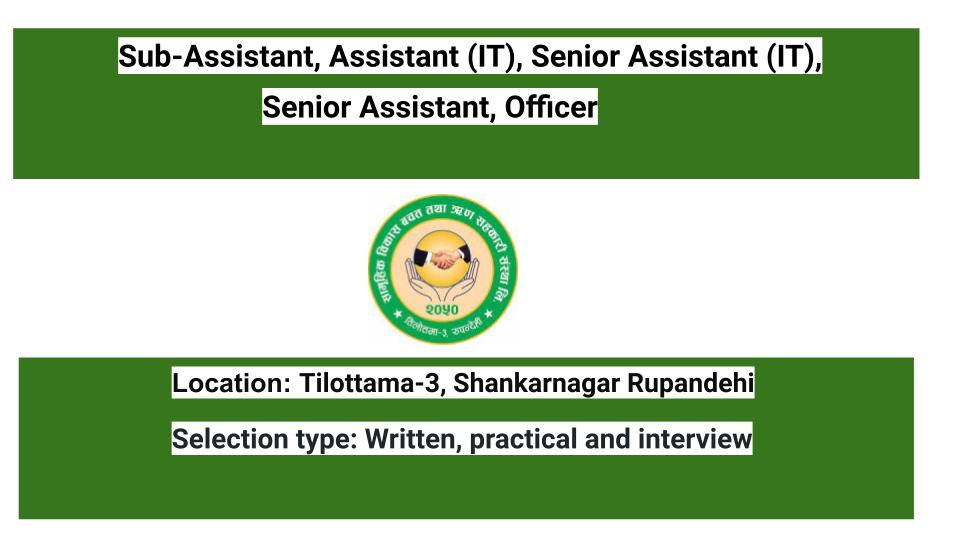 Sub-Assistant, Assistant (IT), Senior Assistant (IT),
Senior Assistant, Officer
सामुहिक विकास बचत तथा ऋण सहकारी संस्था लि.
२०५०
तिलोत्तमा-३, रुपन्देही
Location: Tilottama-3, Shankarnagar Rupandehi
Selection type: Written, practical and interview